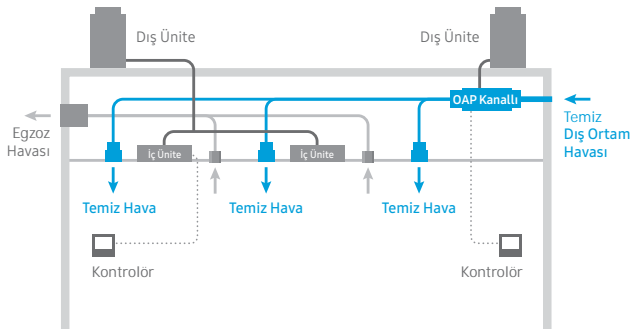 Dış Ünite
Dış Ünite
OAP Kanallı
Temiz
Dış Ortam
Havası
Egzoz
Havası
İç Ünite
İç Ünite
Temiz Hava
Temiz Hava
Temiz Hava
Kontrolör
Kontrolör